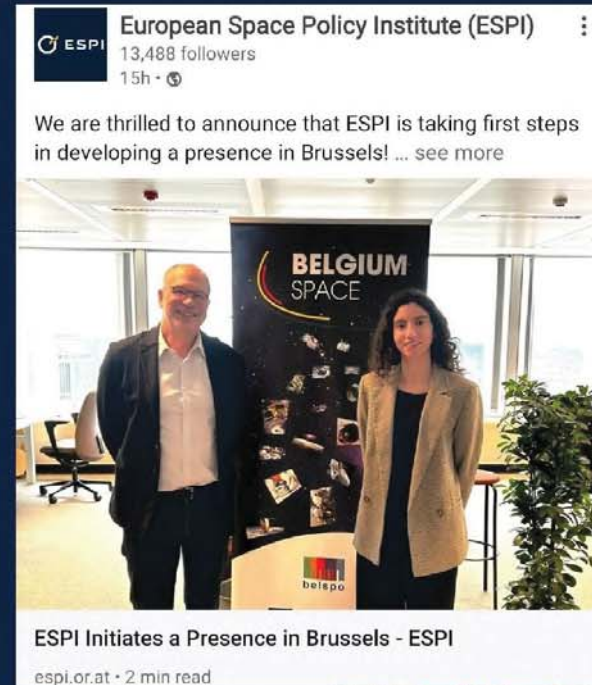 ESPI
European Space Policy Institute (ESPI)
13,488 followers
15h •
We are thrilled to announce that ESPI is taking first steps
in developing a presence in Brussels! ... see more
BELGIUM
SPACE
belspo
ESPI Initiates a Presence in Brussels - ESPI
espi.or.at • 2 min read